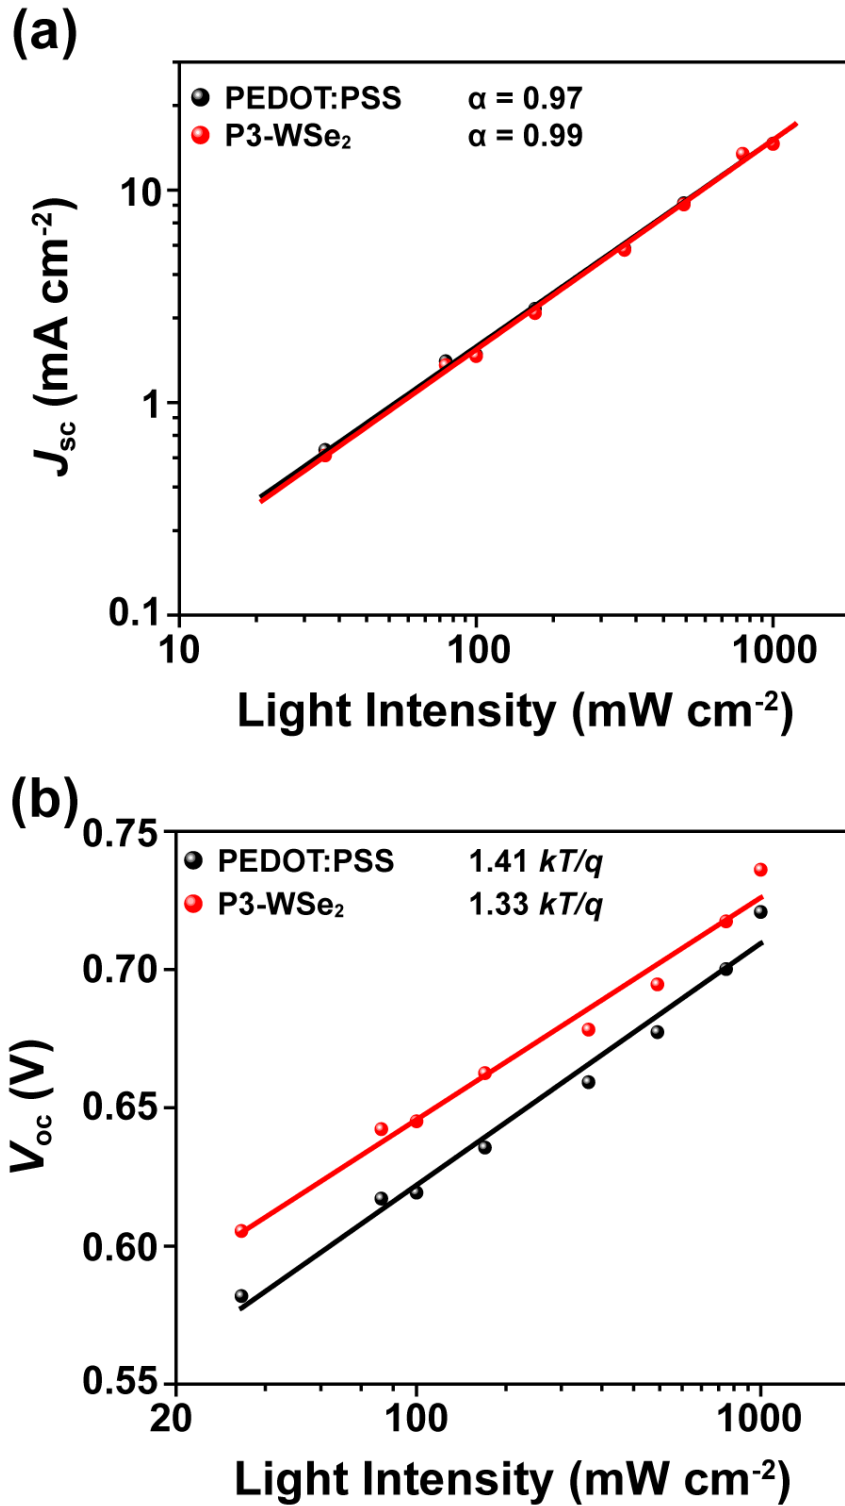 (a)
PEDOT:PSS α = 0.97
P3-WSe₂ α = 0.99
10
1
0.1
Jsc (mA cm⁻²)
10 100 1000
Light Intensity (mW cm⁻²)
(b)
0.75
PEDOT:PSS 1.41 kT/q
P3-WSe₂ 1.33 kT/q
0.70
0.65
0.60
0.55
Voc (V)
20 100 1000
Light Intensity (mW cm⁻²)